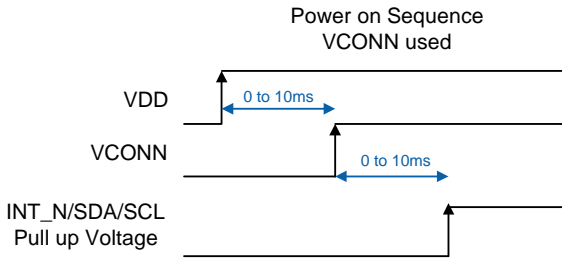 Power on Sequence
VCONN used
VDD
0 to 10ms
VCONN
0 to 10ms
INT_N/SDA/SCL
Pull up Voltage